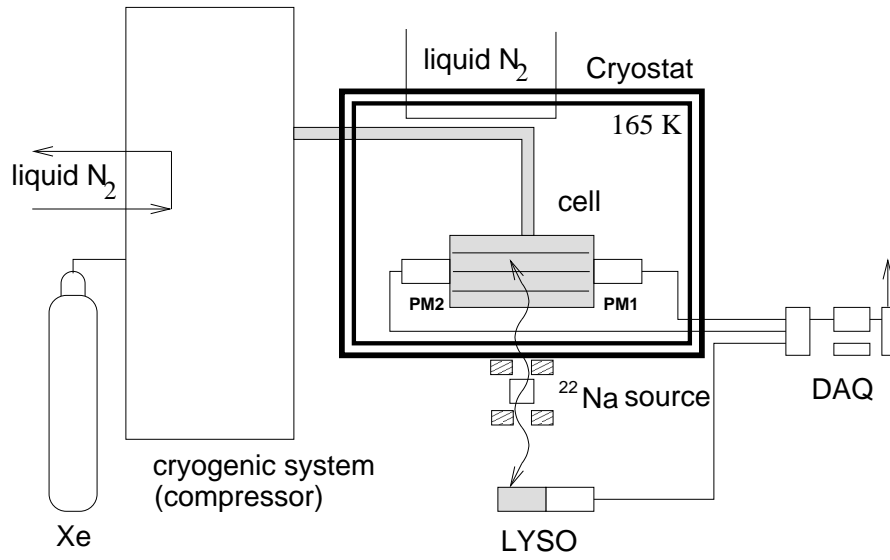 liquid N2
Cryostat
165 K
liquid N2
cell
PM2
PM1
22Na source
DAQ
cryogenic system
(compressor)
Xe
LYSO